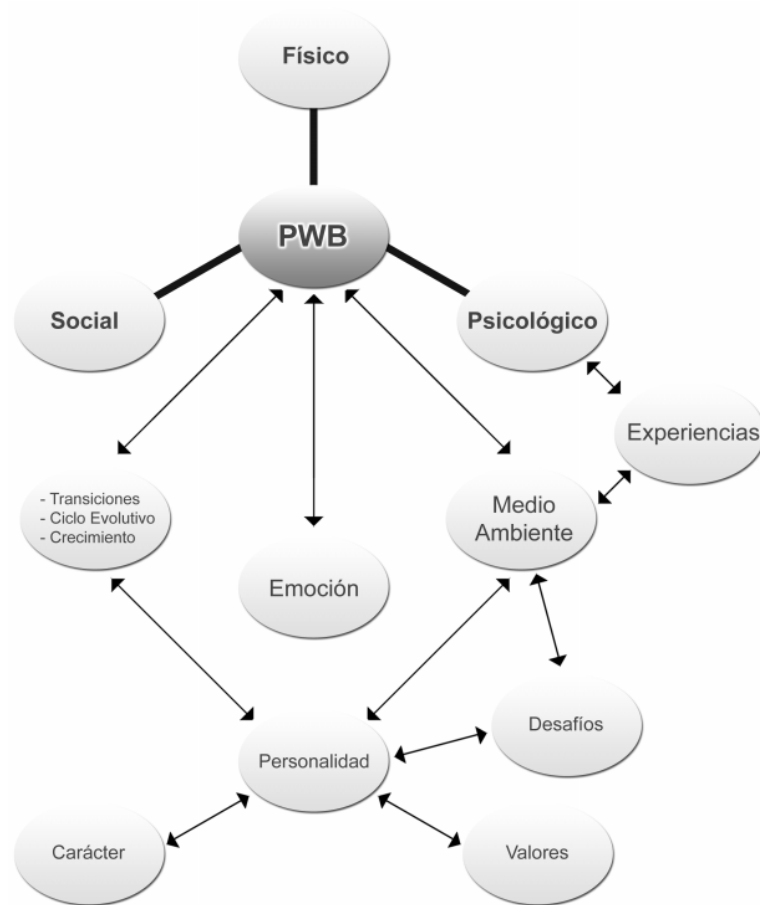 Físico
PWB
Social
Psicológico
Experiencias
- Transiciones
- Ciclo Evolutivo
- Crecimiento
Medio
Ambiente
Emoción
Desafíos
Personalidad
Carácter
Valores